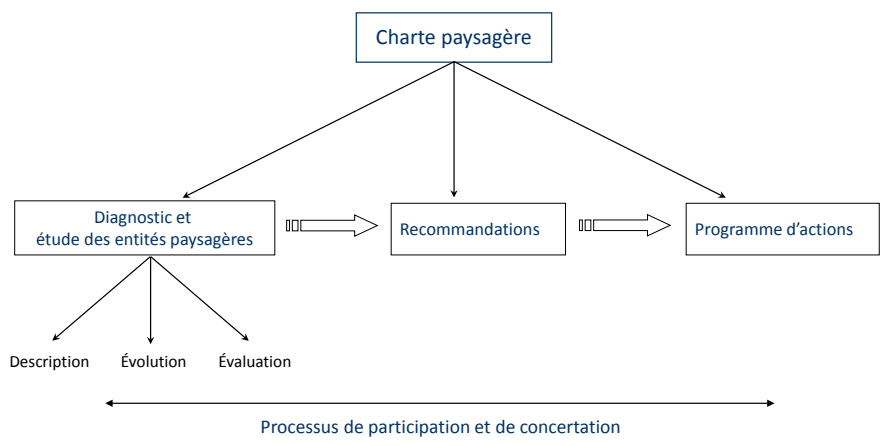 Charte paysagère
Diagnostic et
étude des entités paysagères
Recommandations
Programme d’actions
Description
Évolution
Évaluation
Processus de participation et de concertation